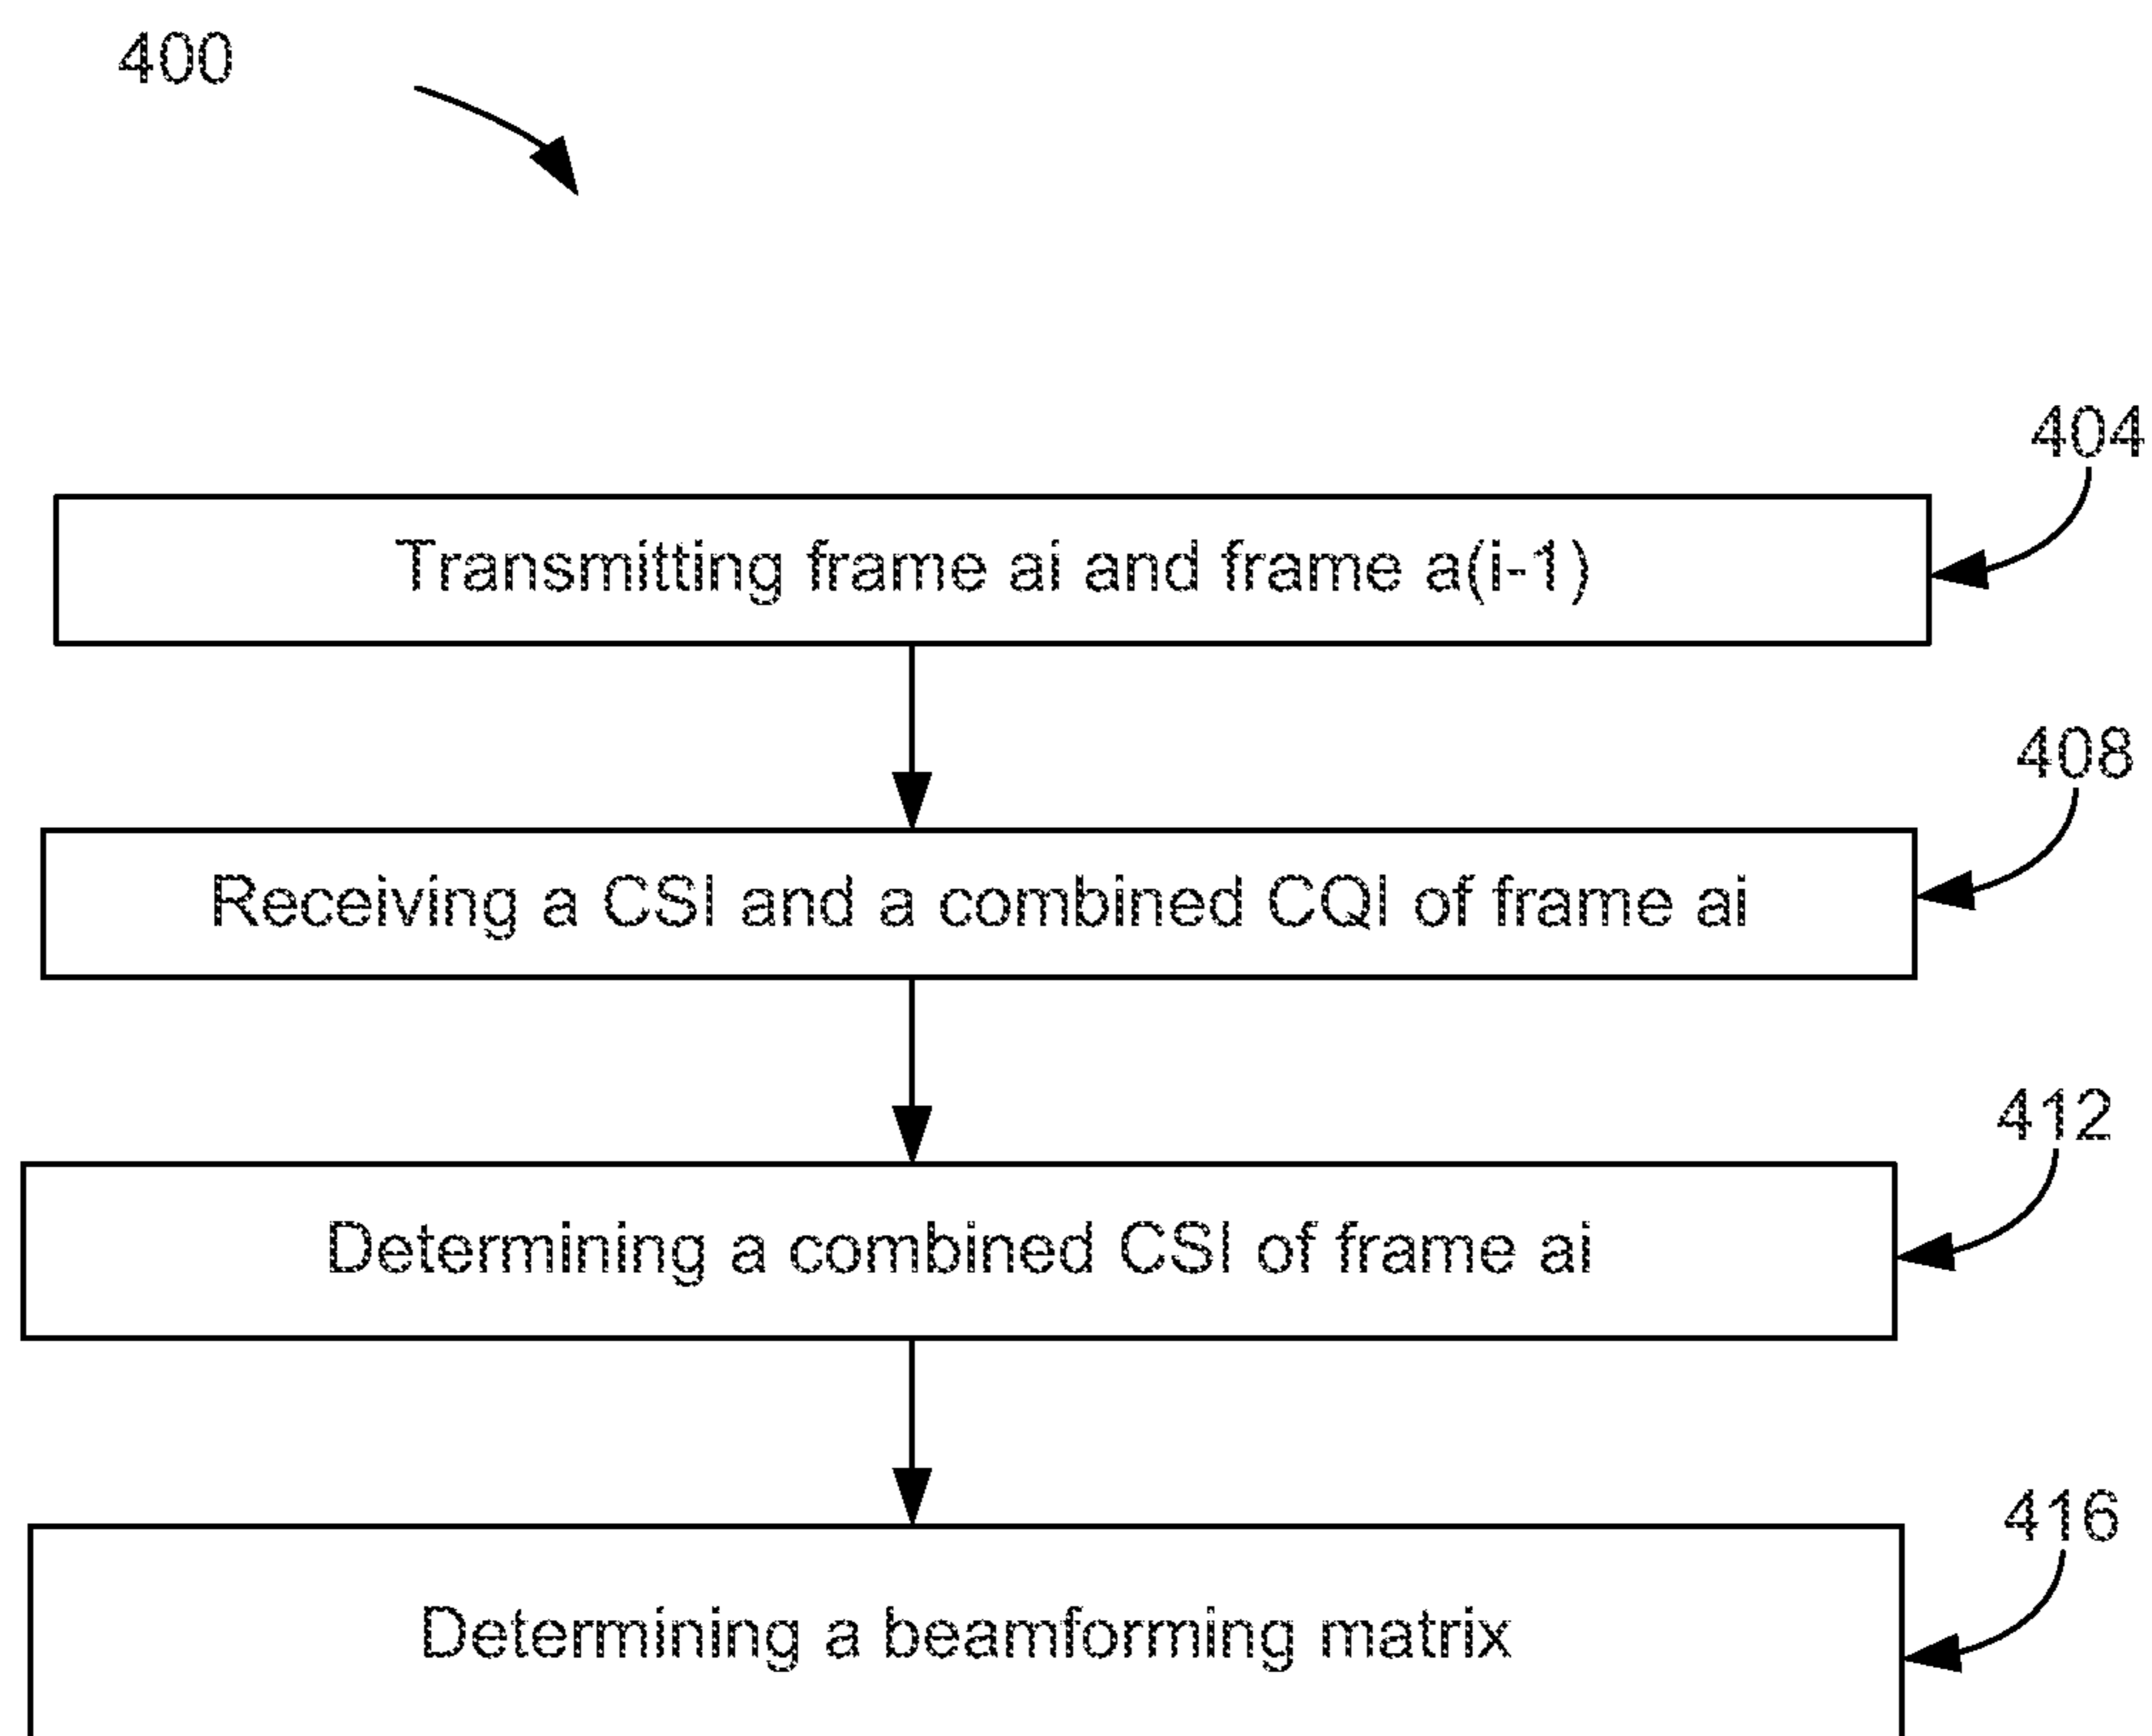 400
404
Transmitting frame ai and frame a(i-1)
408
Receiving a CSI and a combined CQI of frame ai
412
Determining a combined CSI of frame ai
416
Determining a beamforming matrix